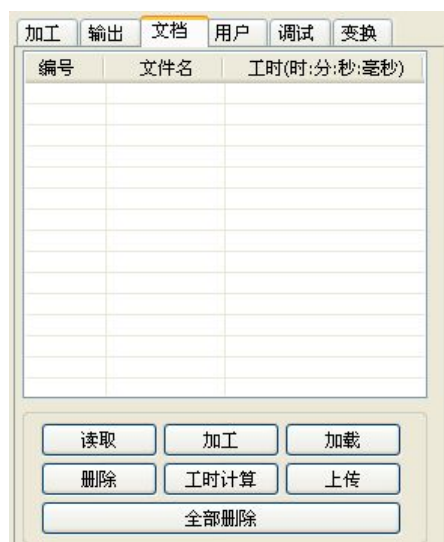 加工 输出 文档 用户 调试 变换
编号 文件名 工时(时:分:秒:毫秒)
读取 加工 加载
删除 工时计算 上传
全部删除